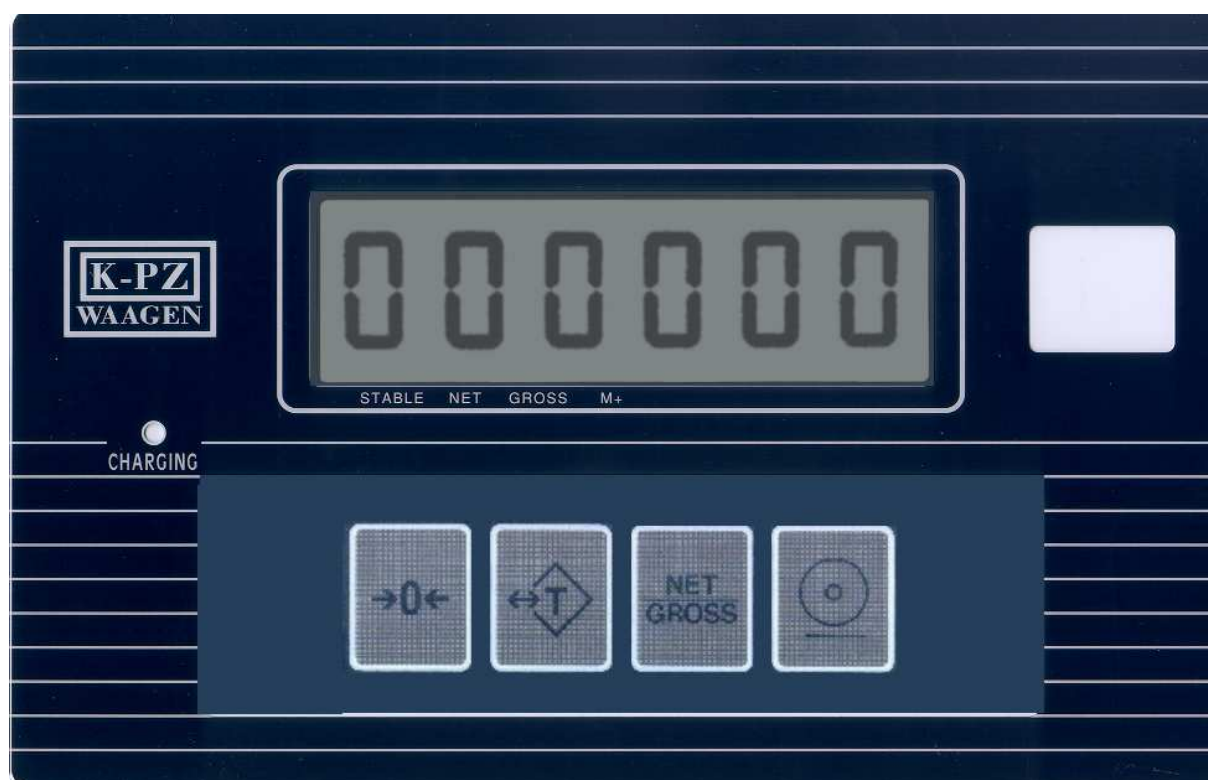 000000
K-PZ
WAAGEN
STABLE NET GROSS M+
CHARGING
→0←
↔T
NET
GROSS